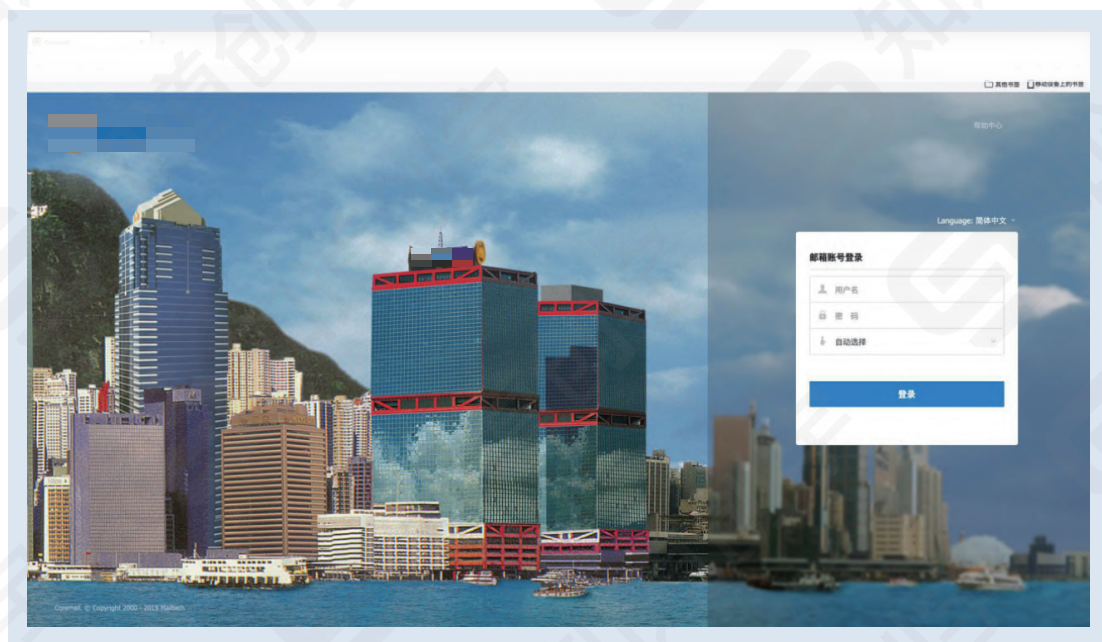 其他书签 移动设备上的书签
帮助中心
Language: 简体中文
邮箱账号登录
用户名
密 码
自动选择
登录
Coremail. © Copyright 2000 - 2015 Mailtech